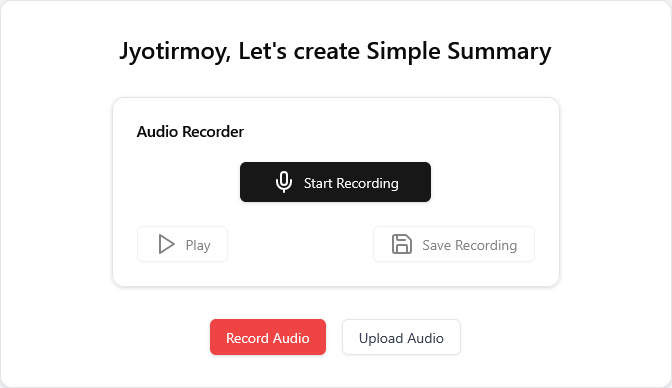 Jyotirmoy, Let's create Simple Summary
Audio Recorder
Start Recording
Play
Save Recording
Record Audio
Upload Audio